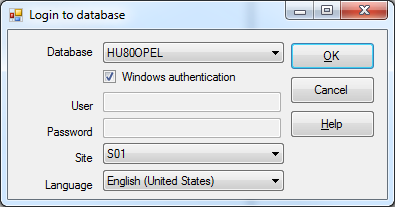 Login to database
Database HU80OPEL OK
Windows authentication
Cancel
User
Password Help
Site S01
Language English (United States)